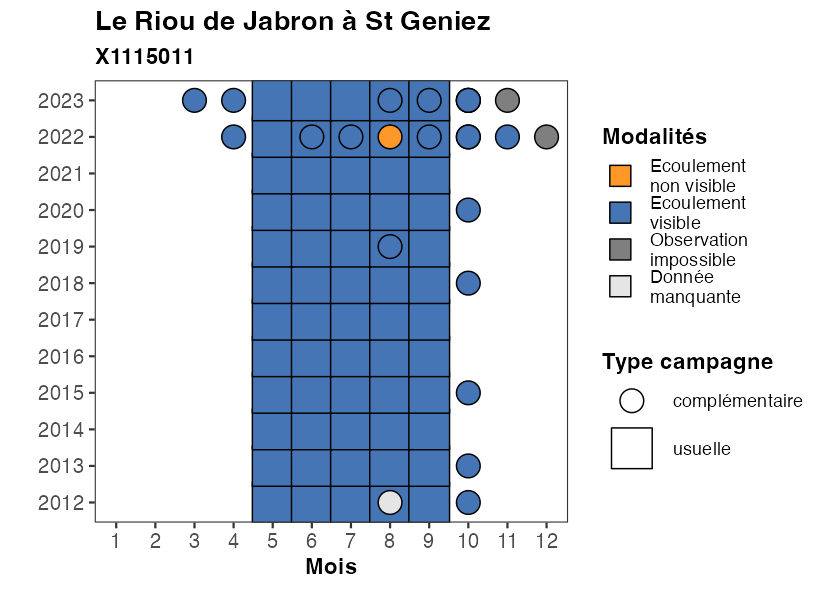 Le Riou de Jabron à St Geniez
X1115011
2023
2022
2021
2020
2019
2018
2017
2016
2015
2014
2013
2012
1 2 3 4 5 6 7 8 9 10 11 12
Mois
Modalités
Ecoulement
non visible
Ecoulement
visible
Observation
impossible
Donnée
manquante
Type campagne
complémentaire
usuelle